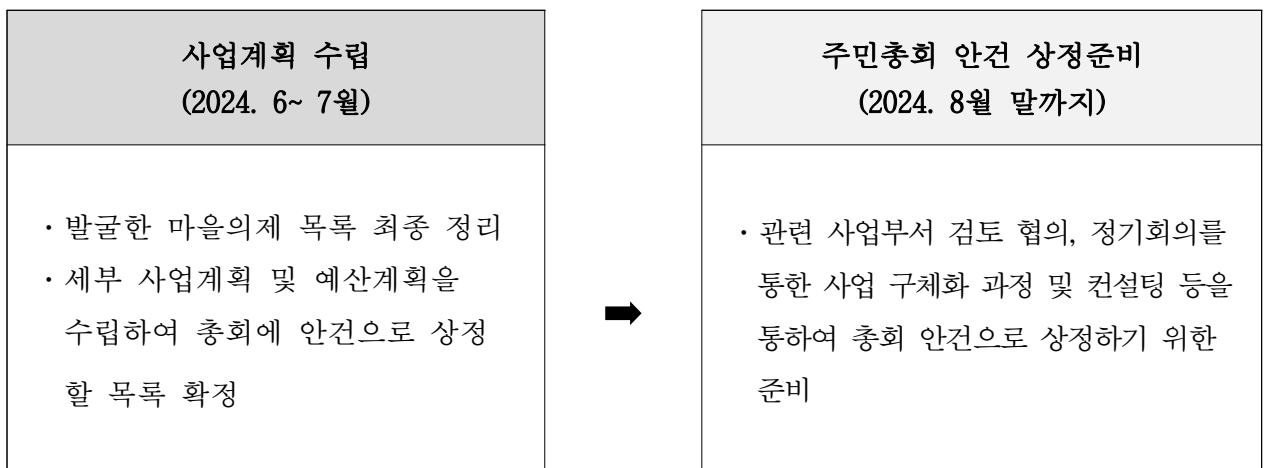 사업계획 수립
(2024. 6~ 7월)
・발굴한 마을의제 목록 최종 정리
・세부 사업계획 및 예산계획을
수립하여 총회에 안건으로 상정
할 목록 확정
➡
주민총회 안건 상정준비
(2024. 8월 말까지)
・관련 사업부서 검토 협의, 정기회의를
통한 사업 구체화 과정 및 컨설팅 등을
통하여 총회 안건으로 상정하기 위한
준비